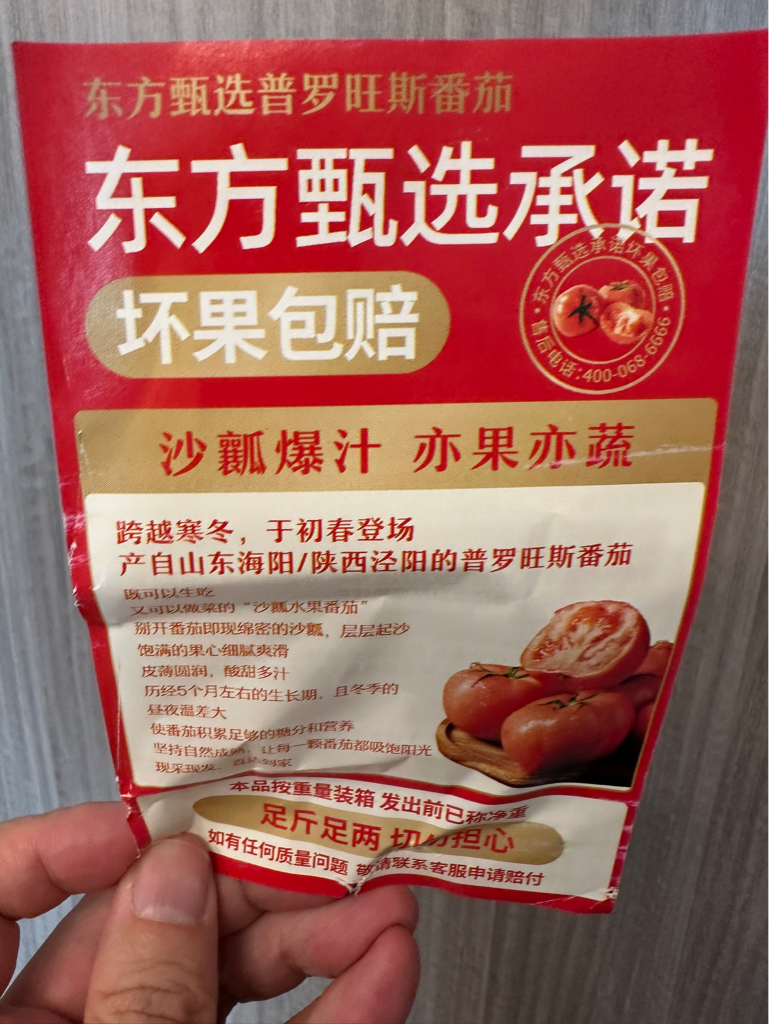 东方甄选普罗旺斯番茄
东方甄选承诺
坏果包赔
·东方甄选承诺坏果包赔·
售后电话:400-068-6666
沙瓤爆汁 亦果亦蔬
跨越寒冬，于初春登场
产自山东海阳/陕西泾阳的普罗旺斯番茄
既可以生吃
又可以做菜的“沙瓤水果番茄”
掰开番茄即现绵密的沙瓤，层层起沙
饱满的果心细腻爽滑
皮薄圆润，酸甜多汁
历经5个月左右的生长期，且冬季的
昼夜温差大
使番茄积累足够的糖分和营养
坚持自然成熟，让每一颗番茄都吸饱阳光
现采现发，直达到家
本品按重量装箱 发出前已称净重
足斤足两 切勿担心
如有任何质量问题 敬请联系客服申请赔付